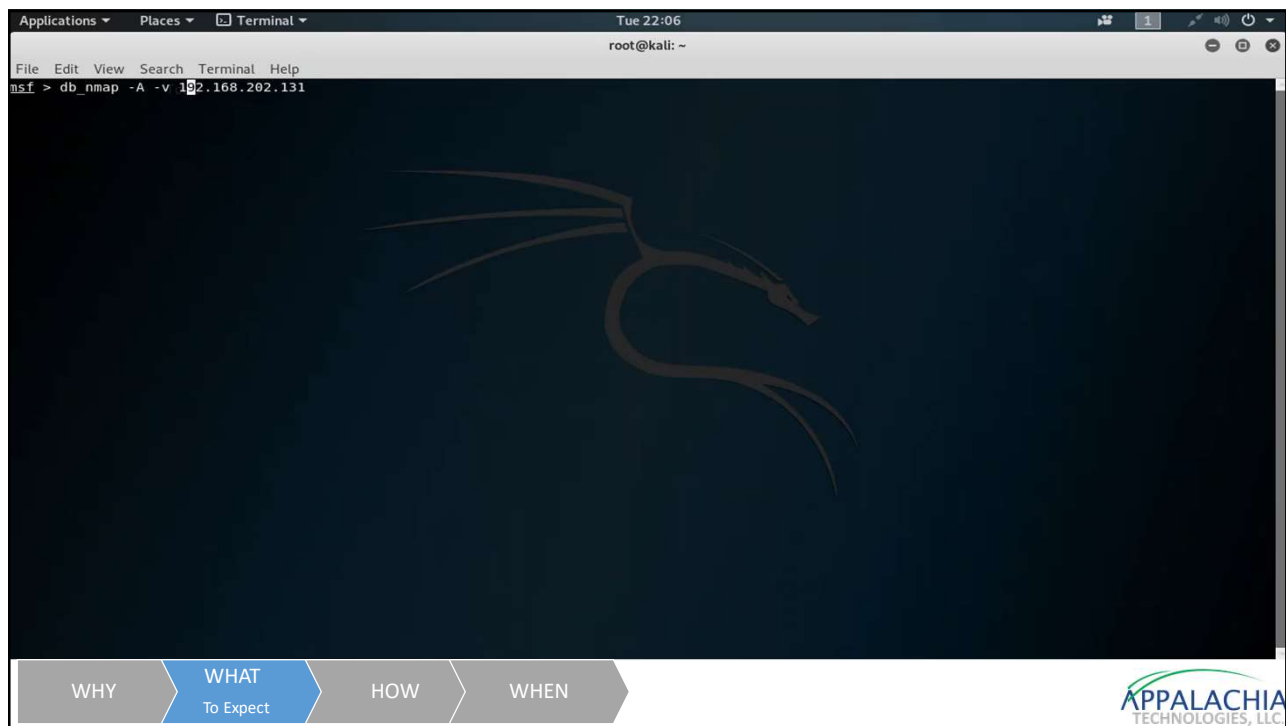 Applications Places Terminal Tue 22:06 1
root@kali: ~
File Edit View Search Terminal Help
msf > db_nmap -A -v 192.168.202.131
WHY
WHAT
To Expect
HOW
WHEN
APPALACHIA
TECHNOLOGIES, LLC